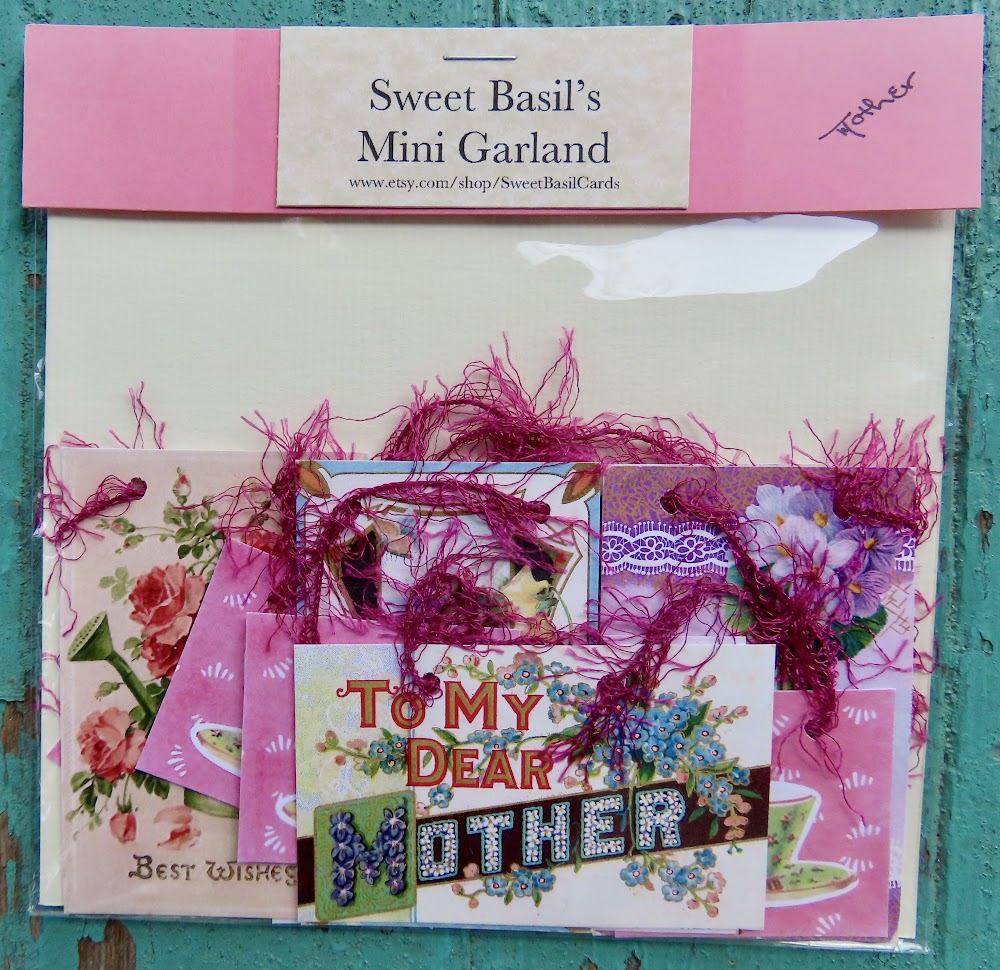 Sweet Basil's
Mini Garland
www.etsy.com/shop/SweetBasilCards
Mother
TO MY
DEAR
MOTHER
BEST WISHES